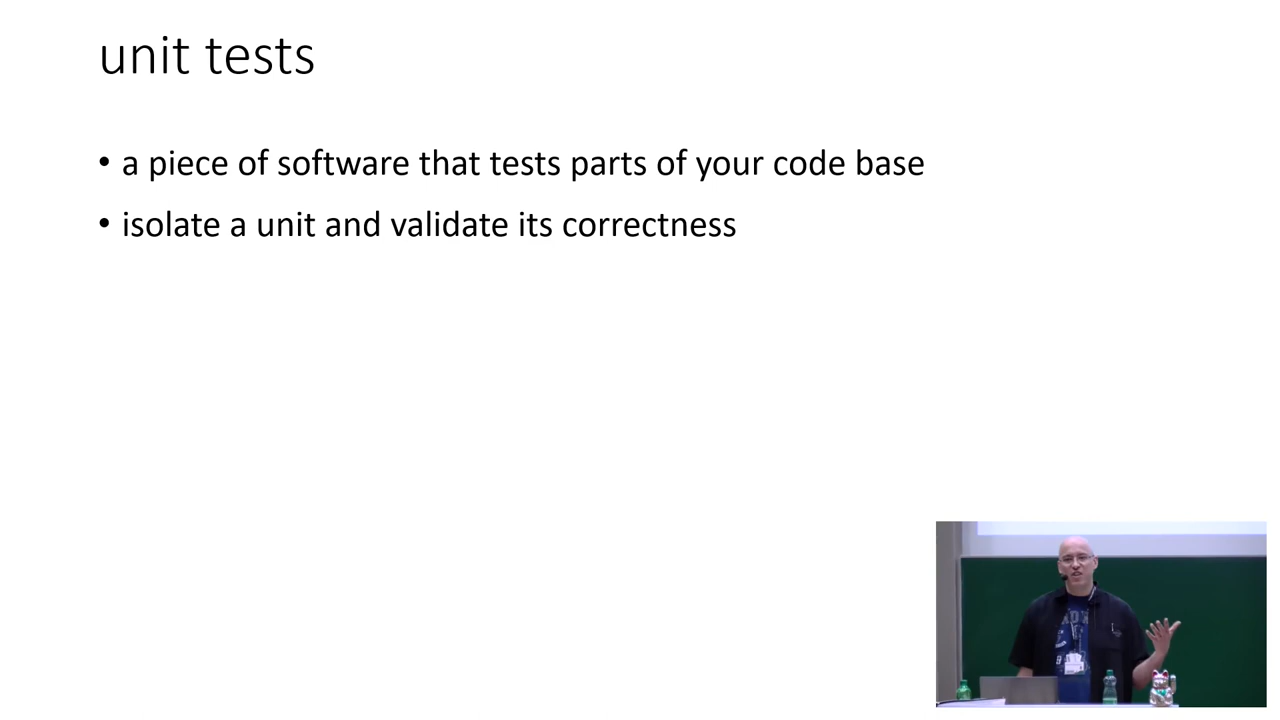 unit tests
• a piece of software that tests parts of your code base
• isolate a unit and validate its correctness